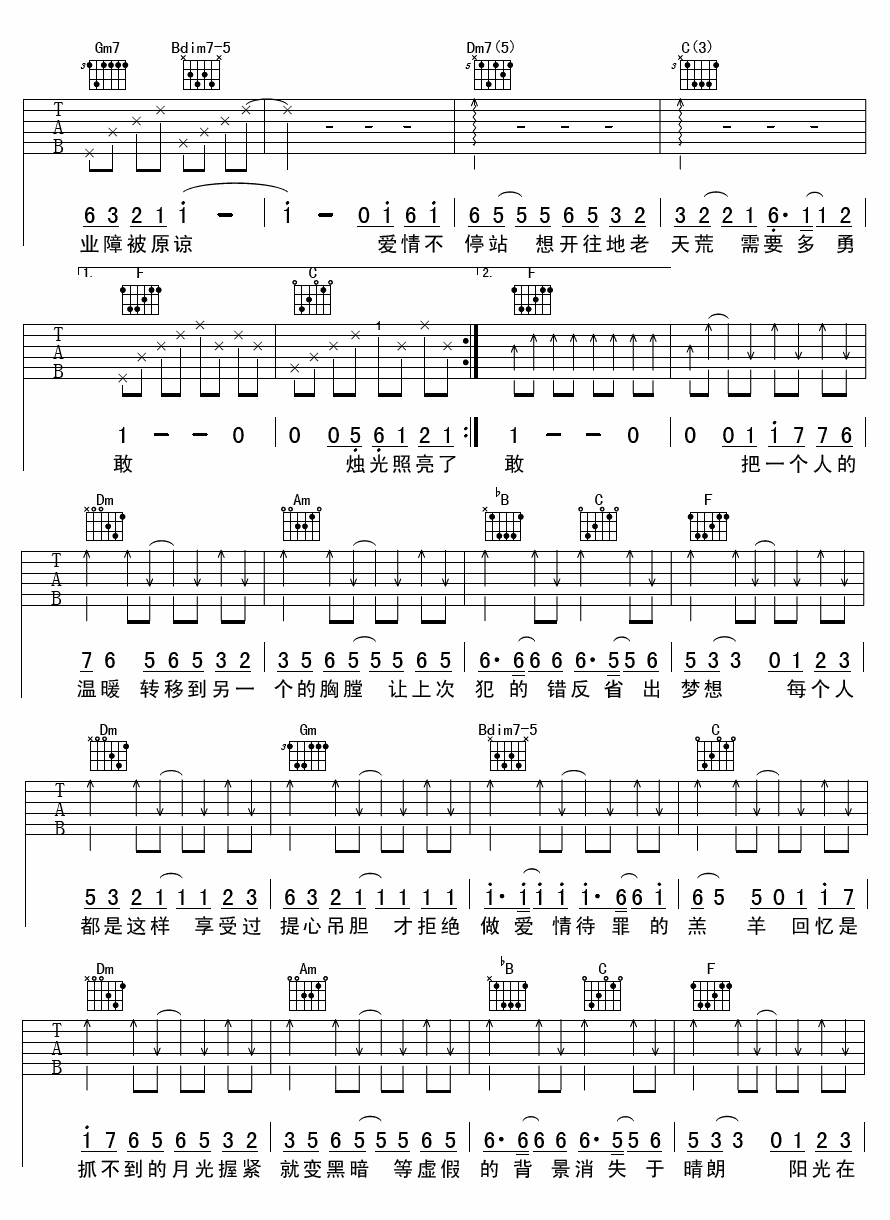 Gm7 Bdim7-5 Dm7(5) C(3)
3 5 3
T A B
6 3 2 1 i - | i - 0 i 6 i | 6 5 5 5 6 5 3 2 | 3 2 2 1 6· 1 1 2
业障被原谅 爱情不 停站 想开往地老 天荒 需要多 勇
1. F C 2. F
T A B 1
1 - - 0 | 0 0 5 6 1 2 1 :| 1 - - 0 | 0 0 1 i 7 7 6
敢 烛光照亮了 敢 把一个人的
Dm Am ♭B C F
T A B
7 6 5 6 5 3 2 | 3 5 6 5 5 5 6 5 | 6· 6 6 6 6 6· 5 5 6 | 5 3 3 0 1 2 3
温暖 转移到另一 个的胸膛 让上次 犯的 错反省出 梦想 每个人
Dm Gm Bdim7-5 C
3
T A B
5 3 2 1 1 1 2 3 | 6 3 2 1 1 1 1 1 | i· i i i i i· 6 6 i | 6 5 5 0 1 i 7
都是这样 享受过 提心吊胆 才拒绝 做爱 情待罪的 羔 羊 回忆是
Dm Am ♭B C F
T A B
i 7 6 5 6 5 3 2 | 3 5 6 5 5 5 6 5 | 6· 6 6 6 6 6· 5 5 6 | 5 3 3 0 1 2 3
抓不到的月光握紧 就变黑暗 等虚假 的背 景消失于 晴朗 阳光在